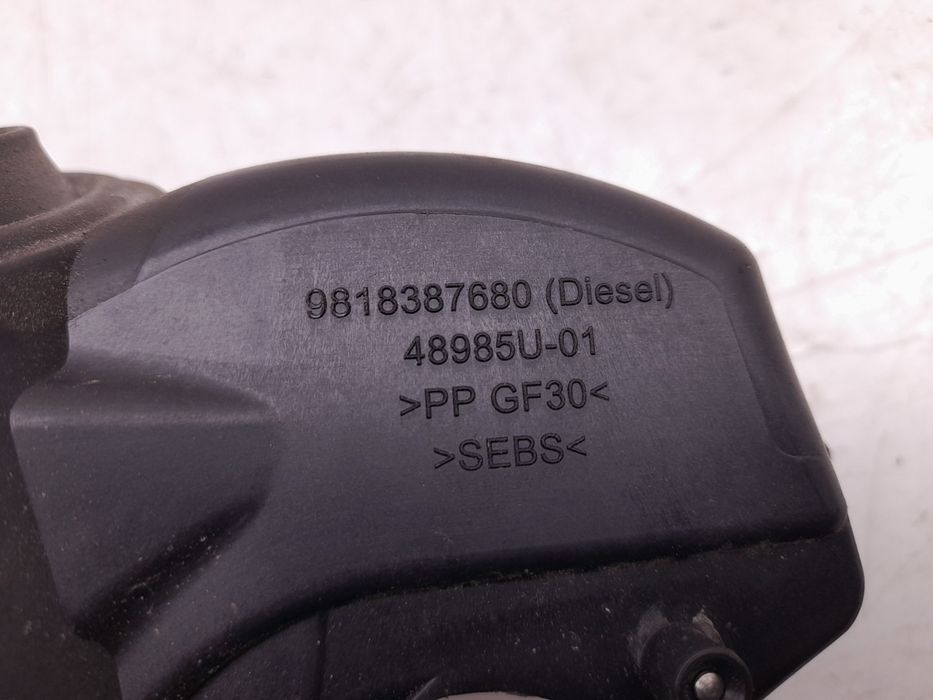 9818387680 (Diesel)
48985U-01
>PP GF30<
>SEBS<